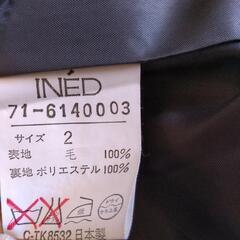 INÉD
71-6140003
サイズ 2
表地 毛 100%
裏地 ポリエステル 100%
C-TK8532 日本製